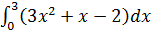 ∫₀³(3x² + x − 2)dx